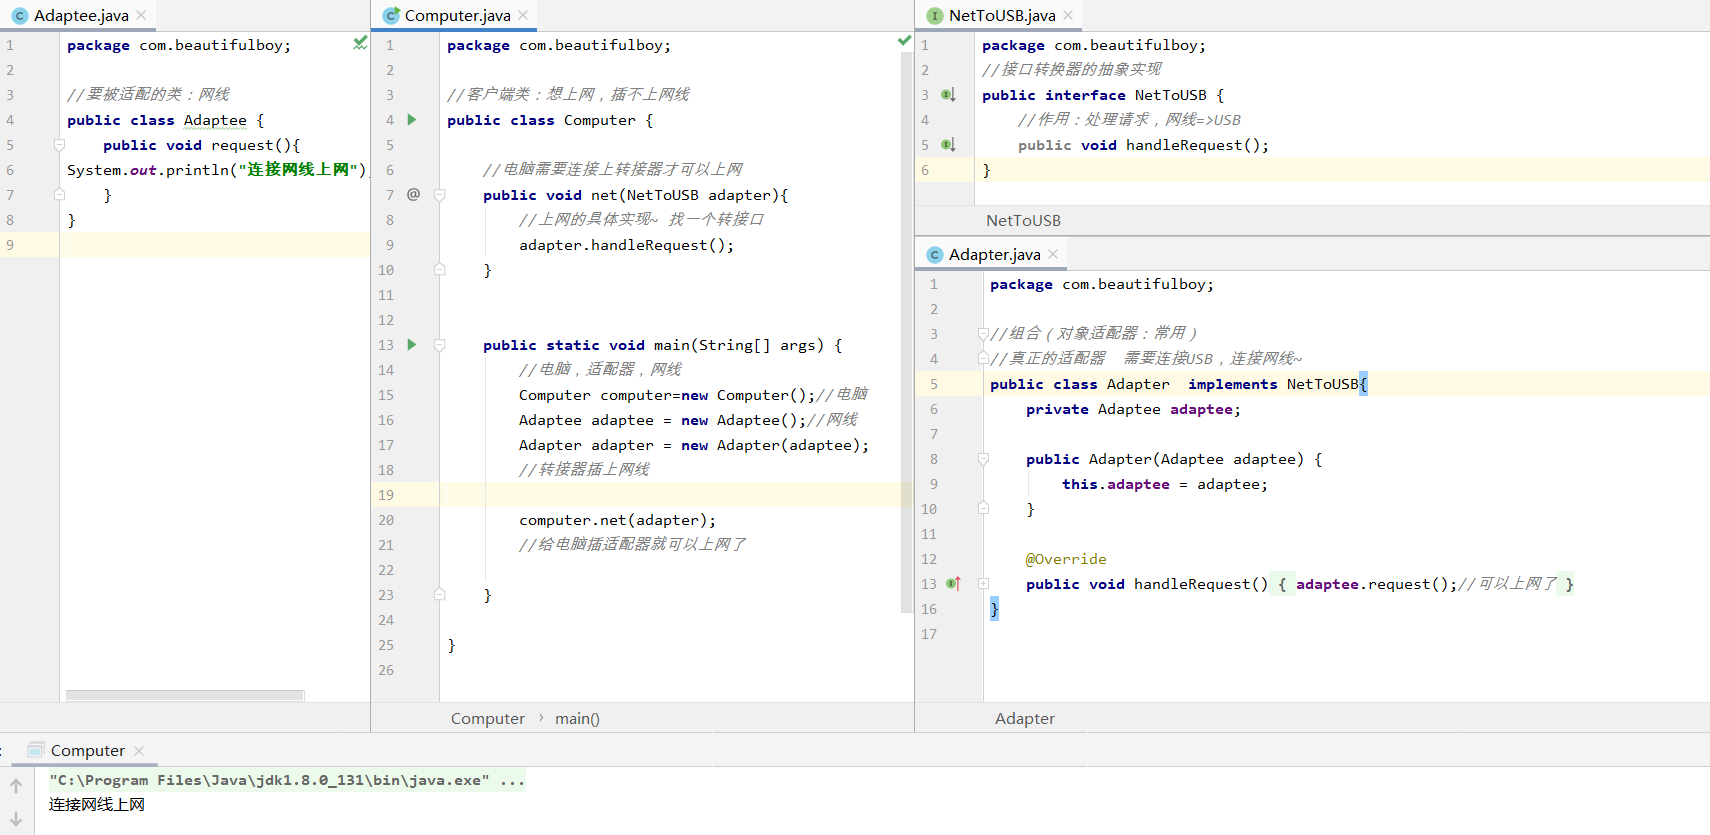 Adaptee.java
1 package com.beautifulboy;
2
3 //要被适配的类：网线
4 public class Adaptee {
5 public void request(){
6 System.out.println("连接网线上网")
7 }
8 }
9
Computer.java
1 package com.beautifulboy;
2
3 //客户端类：想上网，插不上网线
4 public class Computer {
5
6 //电脑需要连接上转接器才可以上网
7 @ public void net(NetToUSB adapter){
8 //上网的具体实现~ 找一个转接口
9 adapter.handleRequest();
10 }
11
12
13 public static void main(String[] args) {
14 //电脑，适配器，网线
15 Computer computer=new Computer();//电脑
16 Adaptee adaptee = new Adaptee();//网线
17 Adapter adapter = new Adapter(adaptee);
18 //转接器插上网线
19
20 computer.net(adapter);
21 //给电脑插适配器就可以上网了
22
23 }
24
25 }
26
Computer › main()
NetToUSB.java
1 package com.beautifulboy;
2 //接口转换器的抽象实现
3 public interface NetToUSB {
4 //作用：处理请求，网线=>USB
5 public void handleRequest();
6 }
NetToUSB
Adapter.java
1 package com.beautifulboy;
2
3 //组合（对象适配器：常用）
4 //真正的适配器 需要连接USB，连接网线~
5 public class Adapter implements NetToUSB{
6 private Adaptee adaptee;
7
8 public Adapter(Adaptee adaptee) {
9 this.adaptee = adaptee;
10 }
11
12 @Override
13 public void handleRequest() { adaptee.request();//可以上网了 }
16 }
17
Adapter
Computer
"C:\Program Files\Java\jdk1.8.0_131\bin\java.exe" ...
连接网线上网